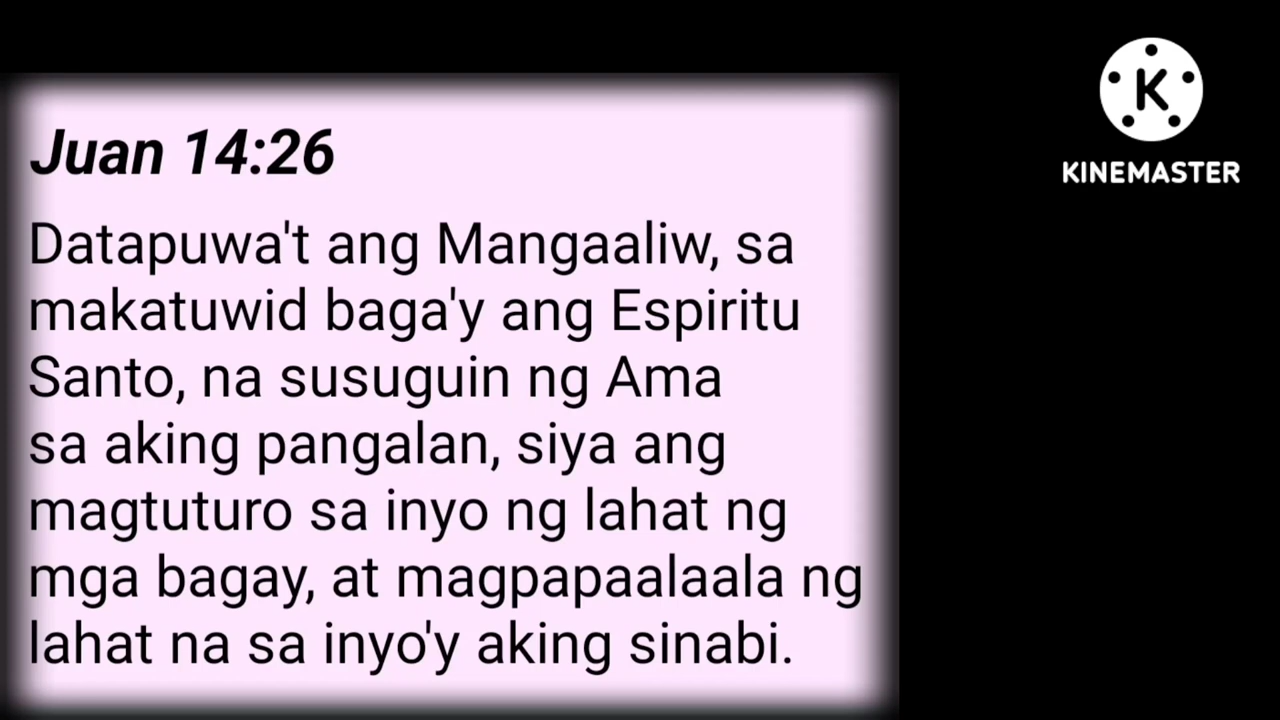 Juan 14:26
Datapuwa't ang Mangaaliw, sa
makatuwid baga'y ang Espiritu
Santo, na susuguin ng Ama
sa aking pangalan, siya ang
magtuturo sa inyo ng lahat ng
mga bagay, at magpapaalaala ng
lahat na sa inyo'y aking sinabi.
K
KINEMASTER